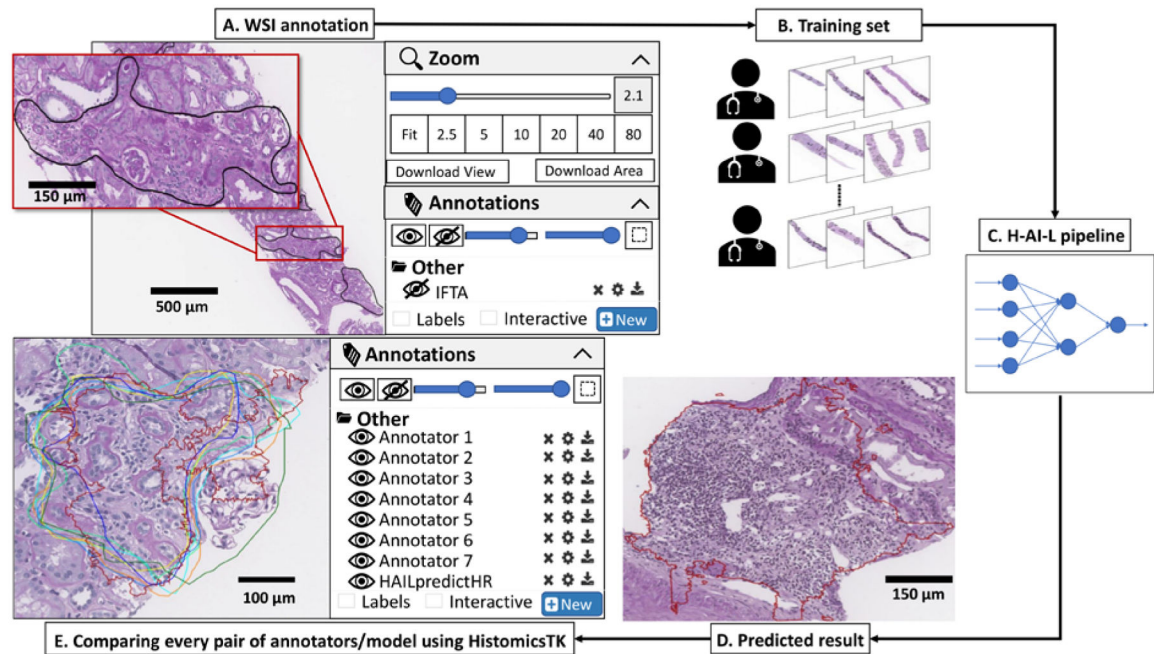 A. WSI annotation
B. Training set
Zoom
2.1
Fit 2.5 5 10 20 40 80
Download View Download Area
Annotations
Other
IFTA
Labels Interactive New
150 µm
500 µm
C. H-AI-L pipeline
Annotations
Other
Annotator 1
Annotator 2
Annotator 3
Annotator 4
Annotator 5
Annotator 6
Annotator 7
HAILpredictHR
Labels Interactive New
100 µm
150 µm
E. Comparing every pair of annotators/model using HistomicsTK
D. Predicted result